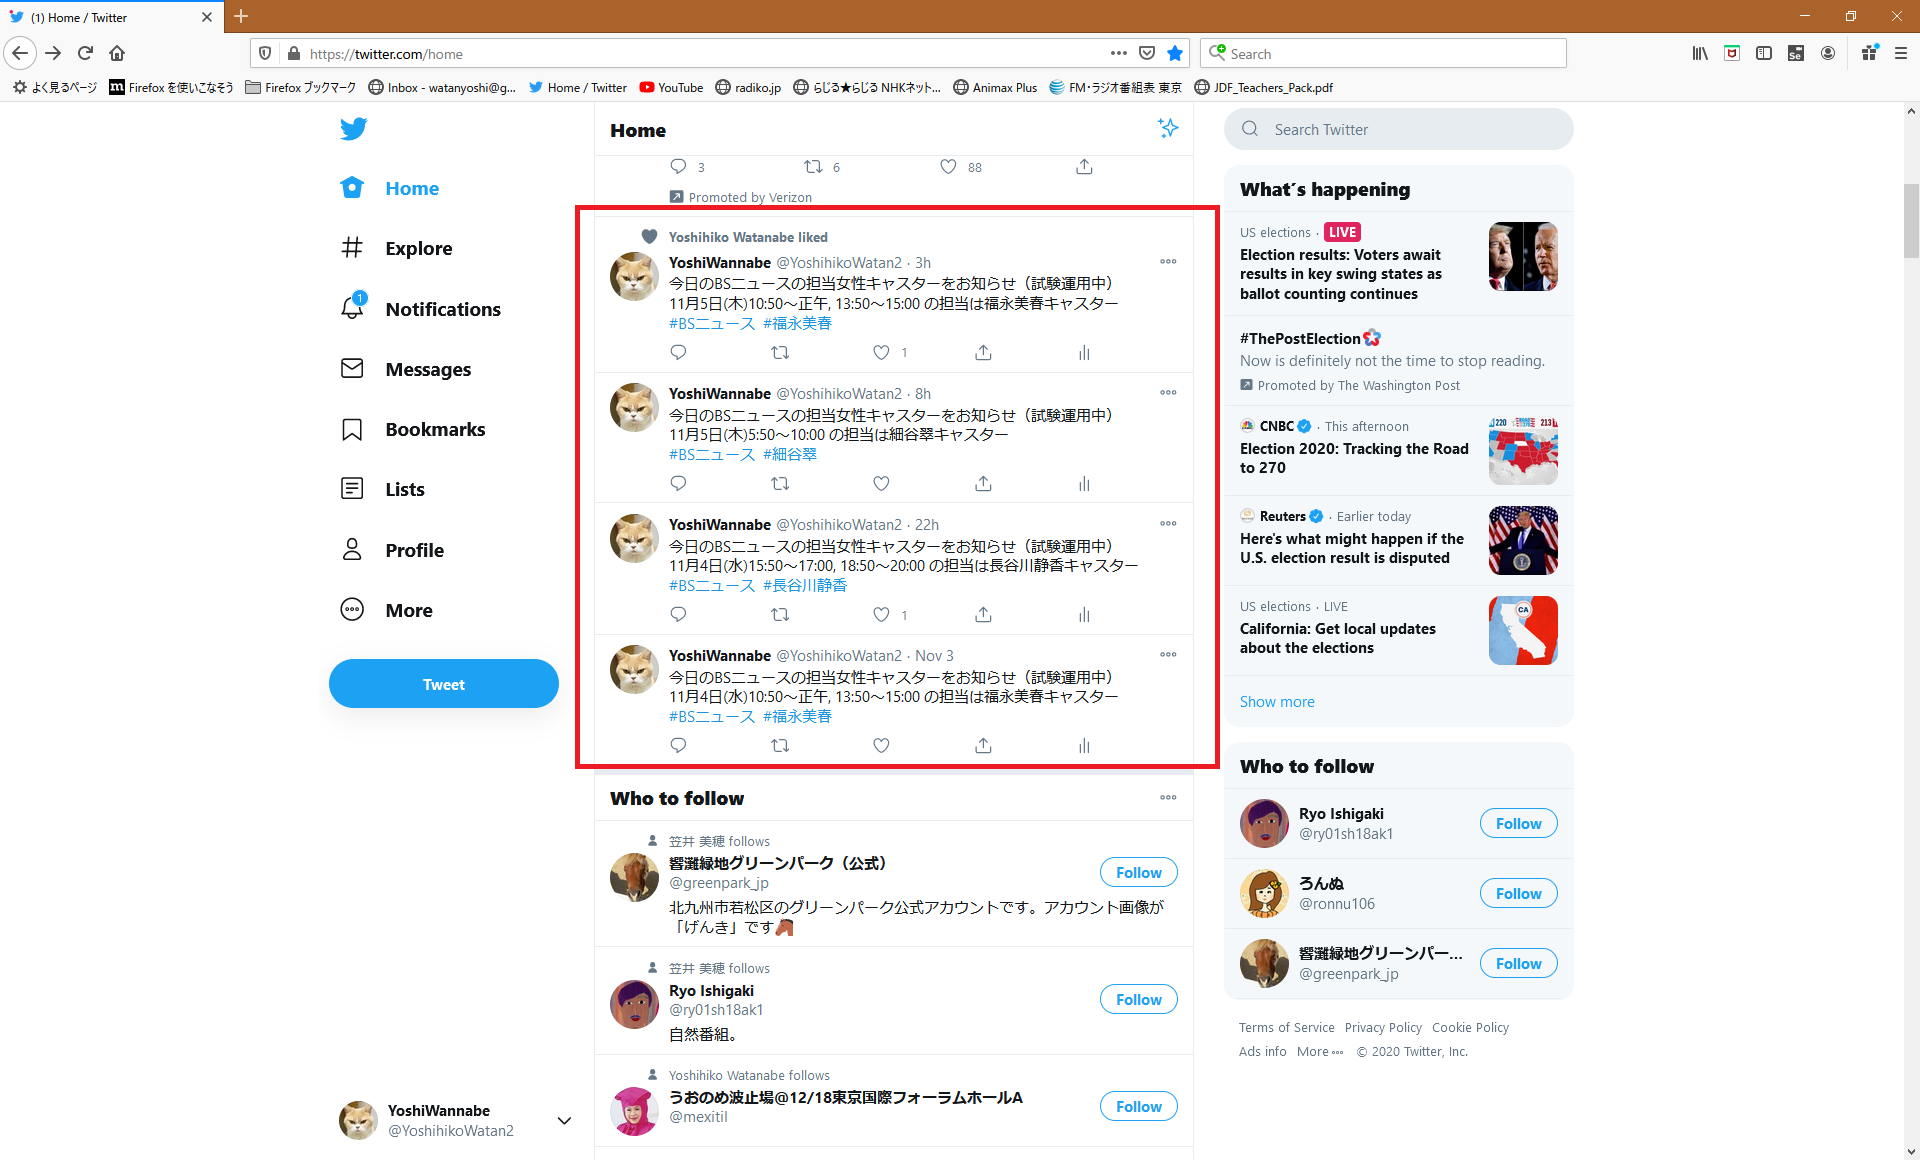 (1) Home / Twitter
https://twitter.com/home
Search
よく見るページ
Firefox を使いこなそう
Firefox ブックマーク
Inbox - watanyoshi@g...
Home / Twitter
YouTube
radiko.jp
らじる★らじる NHKネット...
Animax Plus
FM・ラジオ番組表 東京
JDF_Teachers_Pack.pdf
Home
Explore
1
Notifications
Messages
Bookmarks
Lists
Profile
More
Tweet
YoshiWannabe
@YoshihikoWatan2
Home
3 6 88
Promoted by Verizon
Yoshihiko Watanabe liked
YoshiWannabe @YoshihikoWatan2 · 3h
今日のBSニュースの担当女性キャスターをお知らせ（試験運用中）
11月5日(木)10:50～正午, 13:50～15:00 の担当は福永美春キャスター
#BSニュース #福永美春
1
YoshiWannabe @YoshihikoWatan2 · 8h
今日のBSニュースの担当女性キャスターをお知らせ（試験運用中）
11月5日(木)5:50～10:00 の担当は細谷翠キャスター
#BSニュース #細谷翠
YoshiWannabe @YoshihikoWatan2 · 22h
今日のBSニュースの担当女性キャスターをお知らせ（試験運用中）
11月4日(水)15:50～17:00, 18:50～20:00 の担当は長谷川静香キャスター
#BSニュース #長谷川静香
1
YoshiWannabe @YoshihikoWatan2 · Nov 3
今日のBSニュースの担当女性キャスターをお知らせ（試験運用中）
11月4日(水)10:50～正午, 13:50～15:00 の担当は福永美春キャスター
#BSニュース #福永美春
Who to follow
笠井 美穂 follows
響灘緑地グリーンパーク（公式）
@greenpark_jp
Follow
北九州市若松区のグリーンパーク公式アカウントです。アカウント画像が
「げんき」です
笠井 美穂 follows
Ryo Ishigaki
@ry01sh18ak1
Follow
自然番組。
Yoshihiko Watanabe follows
うおのめ波止場@12/18東京国際フォーラムホールA
@mexitil
Follow
Search Twitter
What's happening
US elections · LIVE
Election results: Voters await
results in key swing states as
ballot counting continues
#ThePostElection
Now is definitely not the time to stop reading.
Promoted by The Washington Post
CNBC · This afternoon
Election 2020: Tracking the Road
to 270
220 213
Reuters · Earlier today
Here's what might happen if the
U.S. election result is disputed
US elections · LIVE
California: Get local updates
about the elections
CA
Show more
Who to follow
Ryo Ishigaki
@ry01sh18ak1
Follow
ろんぬ
@ronnu106
Follow
響灘緑地グリーンパー...
@greenpark_jp
Follow
Terms of Service Privacy Policy Cookie Policy
Ads info More © 2020 Twitter, Inc.